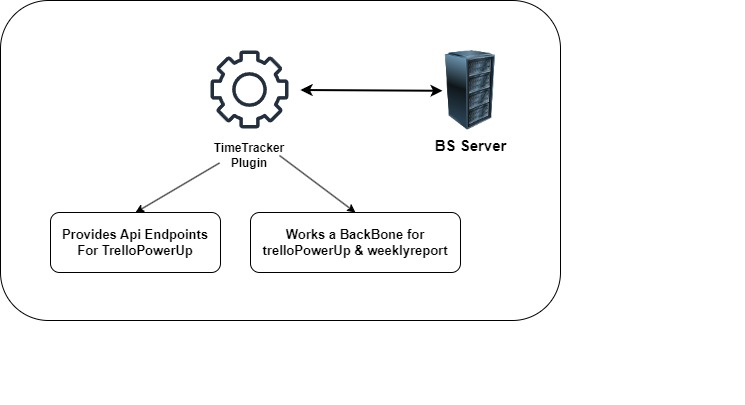 TimeTracker
Plugin
BS Server
Provides Api Endpoints
For TrelloPowerUp
Works a BackBone for
trelloPowerUp & weeklyreport